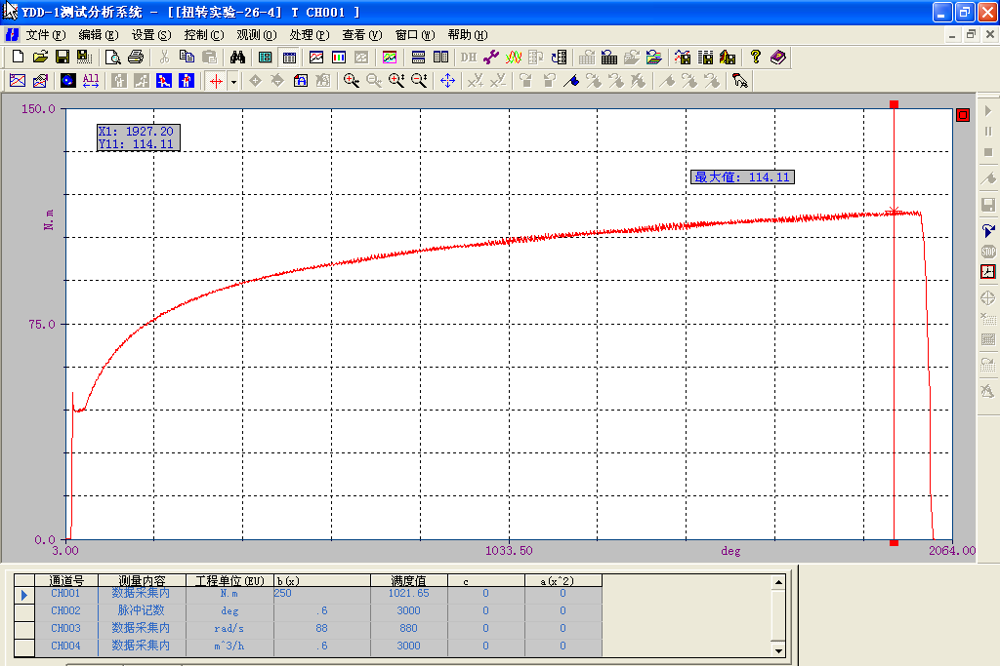 YDD-1测试分析系统 - [[扭转实验-26-4] T CH001 ]
文件(F) 编辑(E) 设置(S) 控制(C) 观测(O) 处理(P) 查看(V) 窗口(W) 帮助(H)
DH
All
150.0
X1: 1927.20
Y11: 114.11
最大值: 114.11
N.m
75.0
0.0
3.00 1033.50 deg 2064.00
STOP
通道号 测量内容 工程单位(EU) b(x) 满度值 c a(x^2)
CH001 数据采集内 N.m 250 1021.65 0 0
CH002 脉冲记数 deg .6 3000 0 0
CH003 数据采集内 rad/s 88 880 0 0
CH004 数据采集内 m^3/h .6 3000 0 0